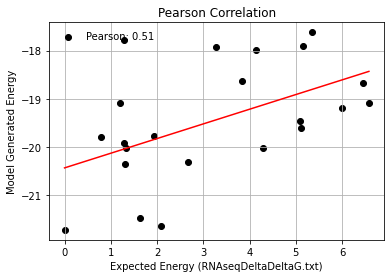 Pearson Correlation
Pearson: 0.51
Model Generated Energy
−18
−19
−20
−21
0 1 2 3 4 5 6
Expected Energy (RNAseqDeltaDeltaG.txt)